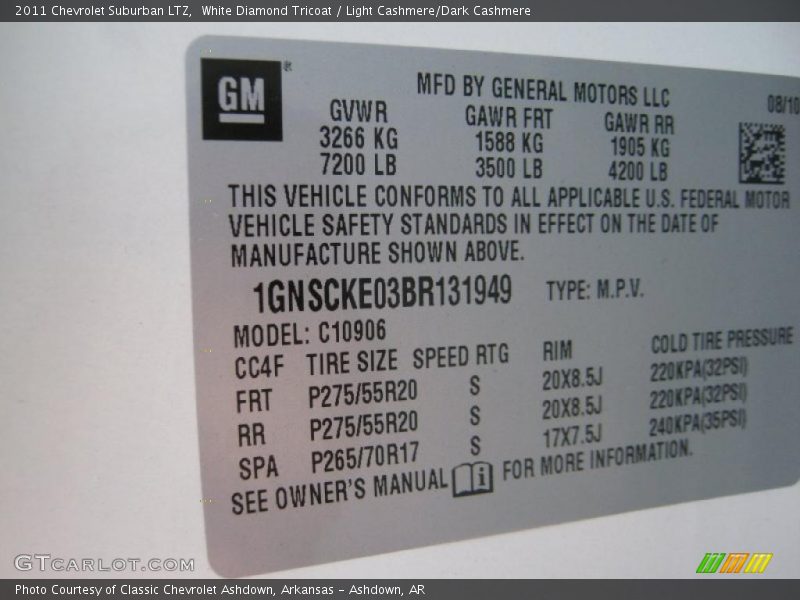 2011 Chevrolet Suburban LTZ,  White Diamond Tricoat / Light Cashmere/Dark Cashmere
GM ®
MFD BY GENERAL MOTORS LLC
08/10
GVWR GAWR FRT GAWR RR
3266 KG 1588 KG 1905 KG
7200 LB 3500 LB 4200 LB
THIS VEHICLE CONFORMS TO ALL APPLICABLE U.S. FEDERAL MOTOR
VEHICLE SAFETY STANDARDS IN EFFECT ON THE DATE OF
MANUFACTURE SHOWN ABOVE.
1GNSCKE03BR131949 TYPE: M.P.V.
MODEL: C10906
CC4F TIRE SIZE SPEED RTG RIM COLD TIRE PRESSURE
FRT P275/55R20 S 20X8.5J 220KPA(32PSI)
RR P275/55R20 S 20X8.5J 220KPA(32PSI)
SPA P265/70R17 S 17X7.5J 240KPA(35PSI)
SEE OWNER'S MANUAL i FOR MORE INFORMATION.
GTCARLOT.COM
Photo Courtesy of Classic Chevrolet Ashdown, Arkansas - Ashdown, AR